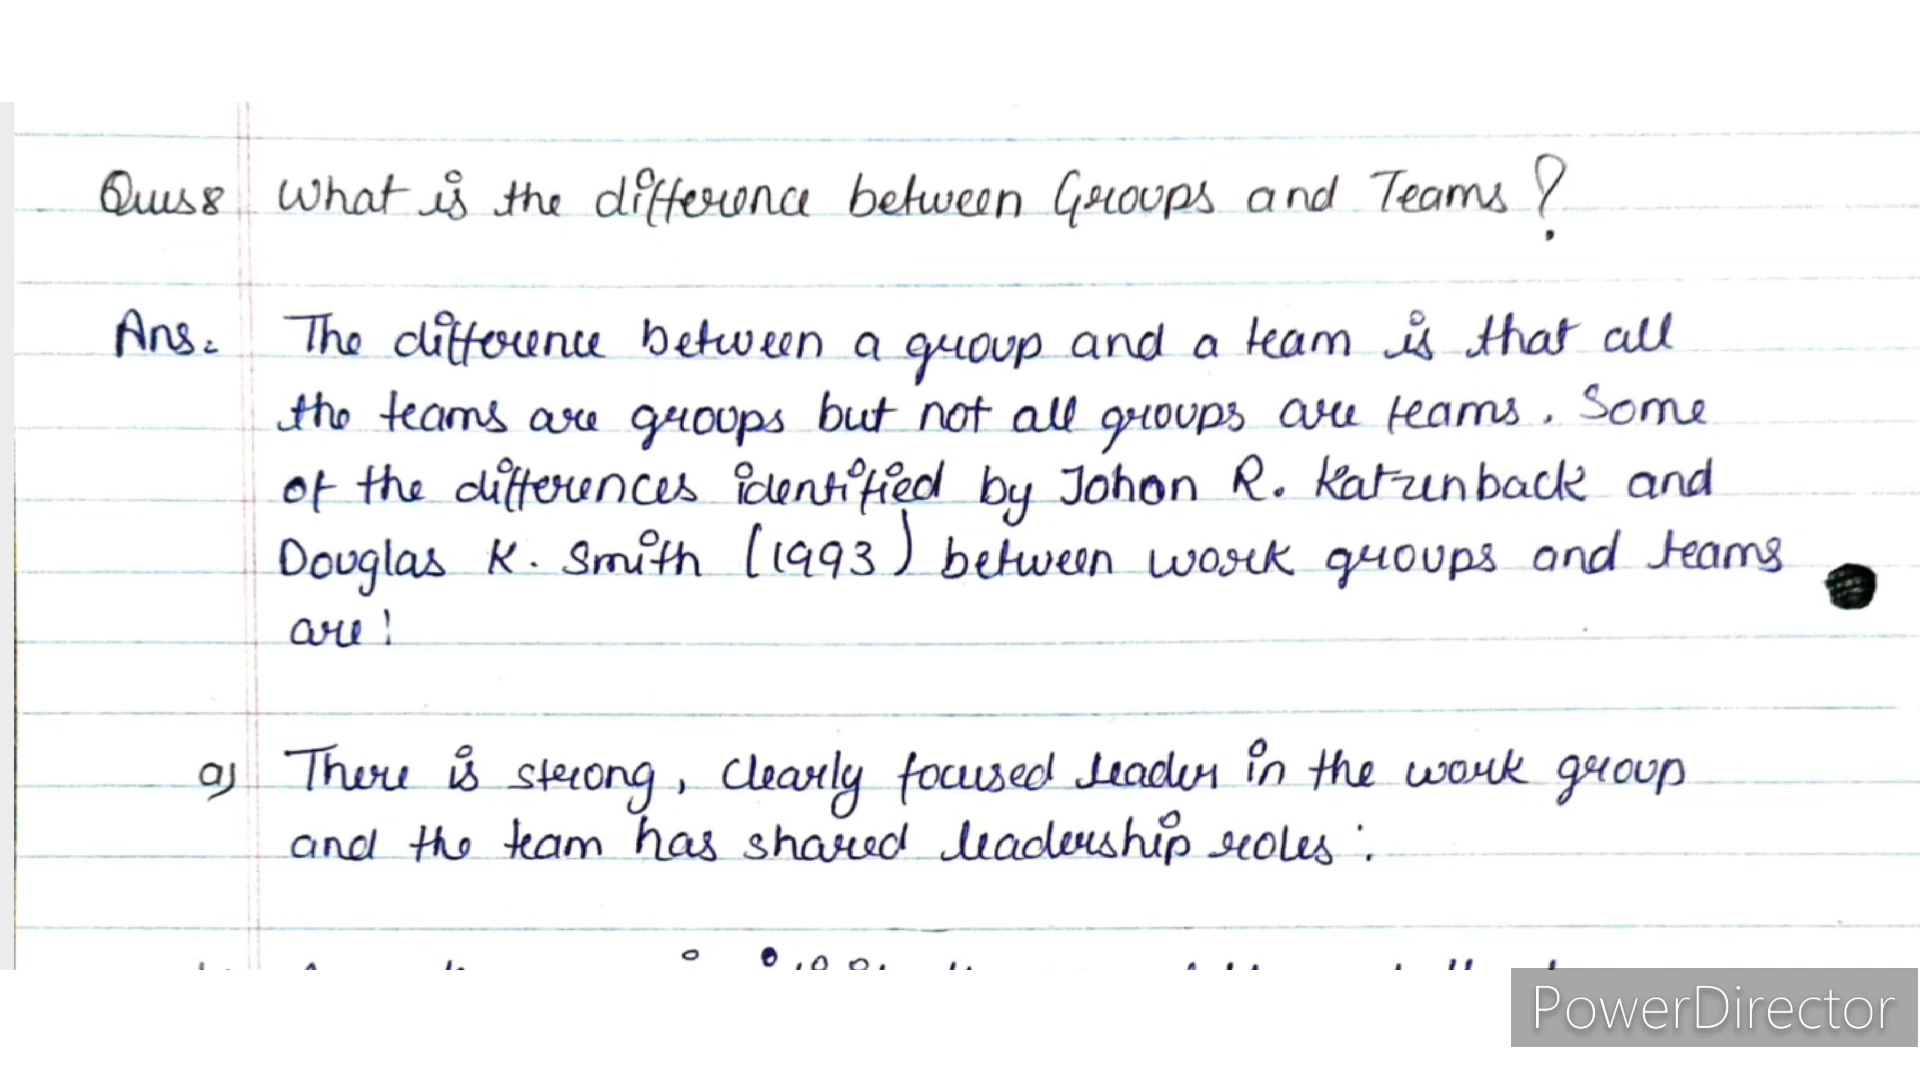 Ques 8 What is the difference between Groups and Teams?
Ans. The difference between a group and a team is that all
the teams are groups but not all groups are teams. Some
of the differences identified by Johon R. Katzenback and
Douglas K. Smith (1993) between work groups and teams
are:
a) There is strong, clearly focused leader in the work group
and the team has shared leadership roles:
PowerDirector